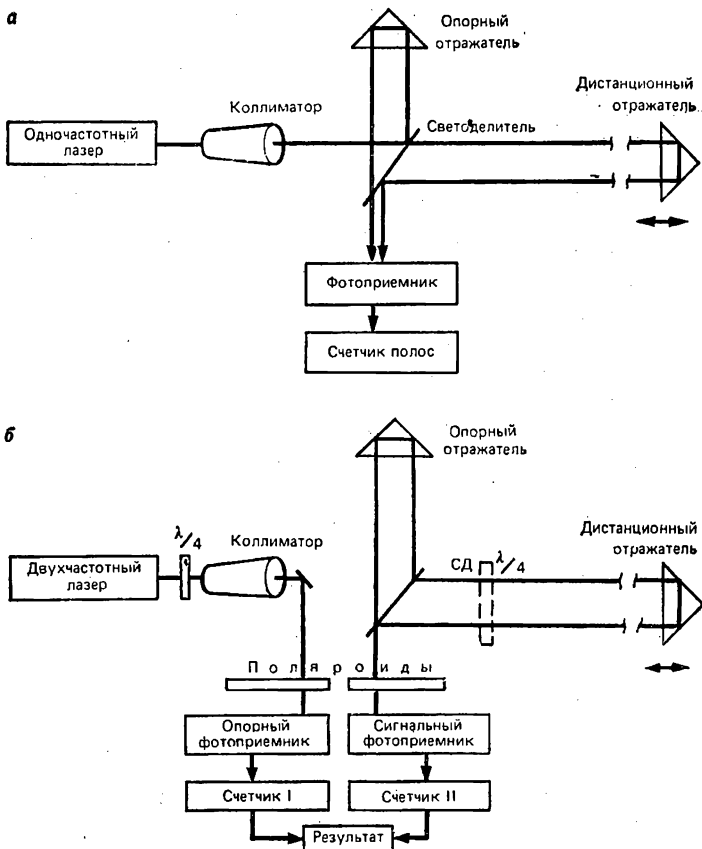 а
Опорный
отражатель
Дистанционный
отражатель
Коллиматор
Одночастотный
лазер
Светоделитель
Фотоприемник
Счетчик полос
б
Опорный
отражатель
λ/4
Коллиматор
Дистанционный
отражатель
Двухчастотный
лазер
СД
λ/4
Поляроиды
Опорный
фотоприемник
Сигнальный
фотоприемник
Счетчик I
Счетчик II
Результат